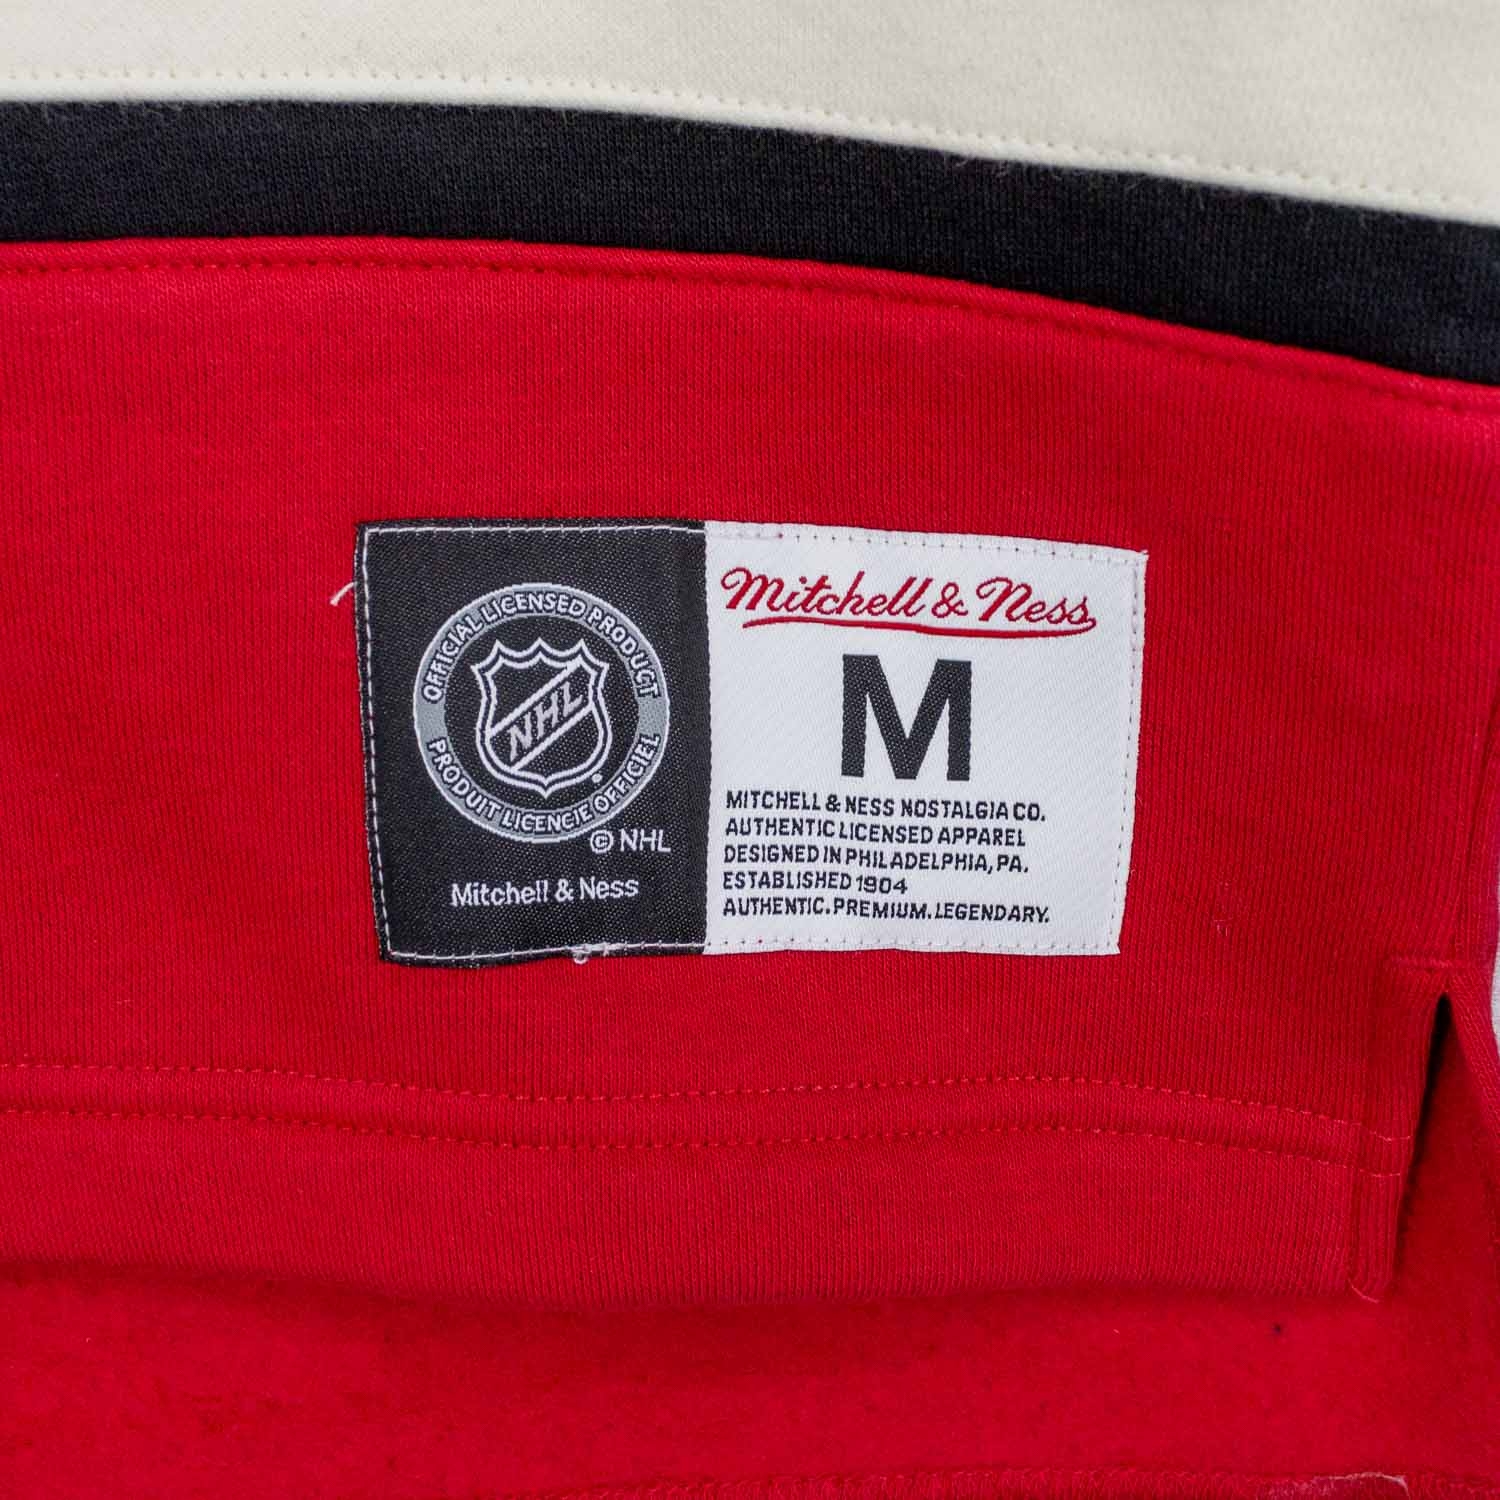 OFFICIAL LICENSED PRODUCT
NHL
PRODUIT LICENCIE OFFICIEL
© NHL
Mitchell & Ness
Mitchell & Ness
M
MITCHELL & NESS NOSTALGIA CO.
AUTHENTIC LICENSED APPAREL
DESIGNED IN PHILADELPHIA, PA.
ESTABLISHED 1904
AUTHENTIC. PREMIUM. LEGENDARY.